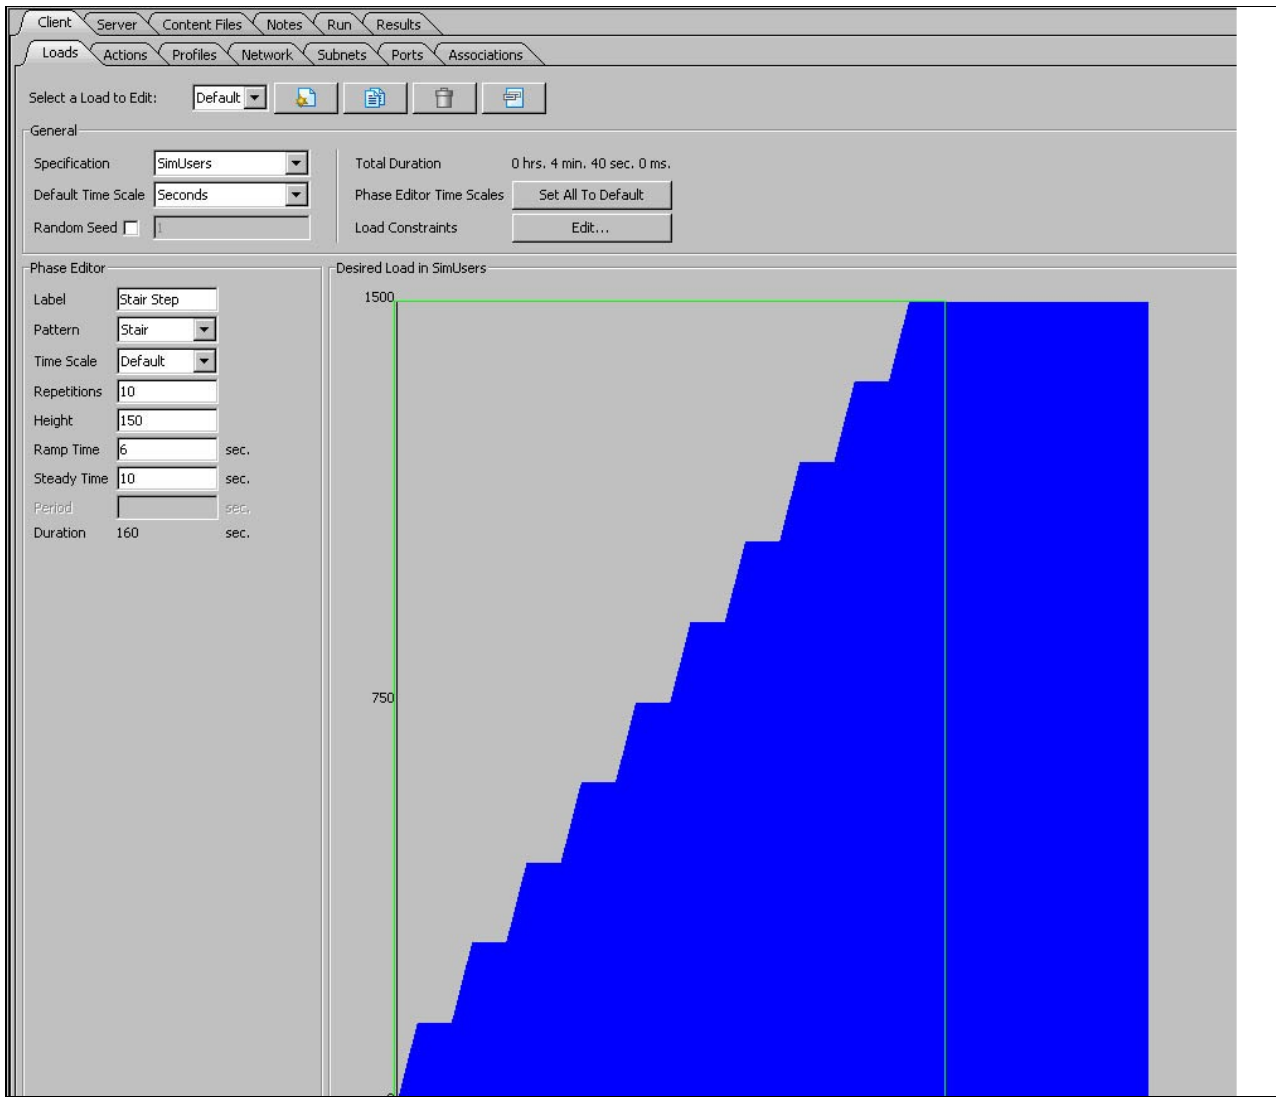 Client Server Content Files Notes Run Results
Loads Actions Profiles Network Subnets Ports Associations
Select a Load to Edit: Default
General
Specification SimUsers Total Duration 0 hrs. 4 min. 40 sec. 0 ms.
Default Time Scale Seconds Phase Editor Time Scales Set All To Default
Random Seed 1 Load Constraints Edit...
Phase Editor Desired Load in SimUsers
Label Stair Step 1500
Pattern Stair
Time Scale Default
Repetitions 10
Height 150
Ramp Time 6 sec.
Steady Time 10 sec.
Period sec.
Duration 160 sec.
750